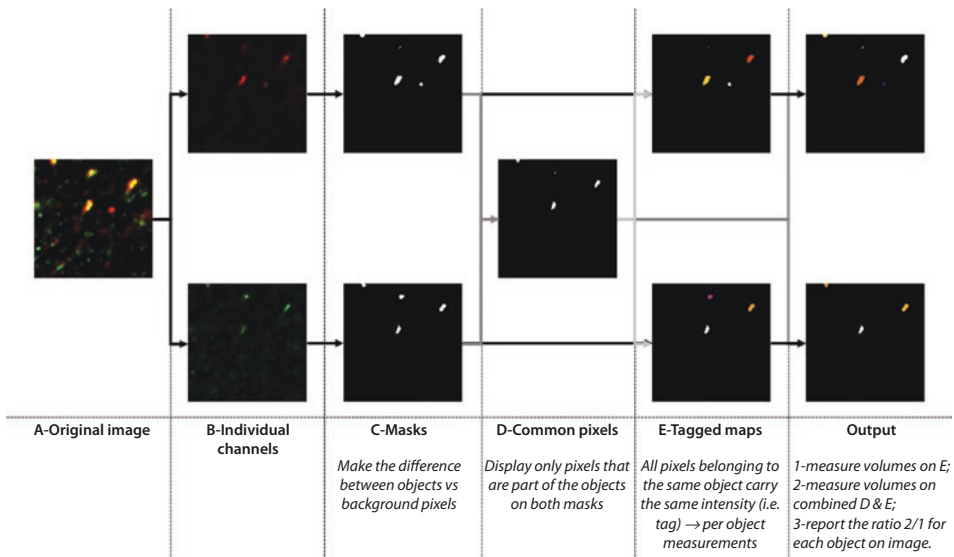 A-Original image
B-Individual
channels
C-Masks
Make the difference
between objects vs
background pixels
D-Common pixels
Display only pixels that
are part of the objects
on both masks
E-Tagged maps
All pixels belonging to
the same object carry
the same intensity (i.e.
tag) → per object
measurements
Output
1-measure volumes on E;
2-measure volumes on
combined D & E;
3-report the ratio 2/1 for
each object on image.